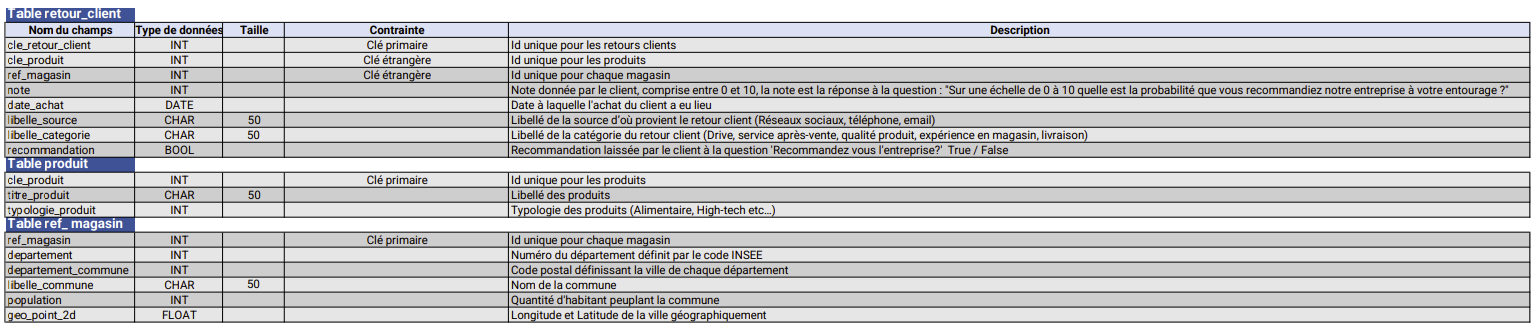 Table retour_client
Nom du champs Type de données Taille Contrainte Description
cle_retour_client INT Clé primaire Id unique pour les retours clients
cle_produit INT Clé étrangère Id unique pour les produits
ref_magasin INT Clé étrangère Id unique pour chaque magasin
note INT Note donnée par le client, comprise entre 0 et 10, la note est la réponse à la question : "Sur une échelle de 0 à 10 quelle est la probabilité que vous recommandiez notre entreprise à votre entourage ?"
date_achat DATE Date à laquelle l'achat du client a eu lieu
libelle_source CHAR 50 Libellé de la source d'où provient le retour client (Réseaux sociaux, téléphone, email)
libelle_categorie CHAR 50 Libellé de la catégorie du retour client (Drive, service après-vente, qualité produit, expérience en magasin, livraison)
recommandation BOOL Recommandation laissée par le client à la question 'Recommandez vous l'entreprise?' True / False
Table produit
cle_produit INT Clé primaire Id unique pour les produits
titre_produit CHAR 50 Libellé des produits
typologie_produit INT Typologie des produits (Alimentaire, High-tech etc…)
Table ref_ magasin
ref_magasin INT Clé primaire Id unique pour chaque magasin
departement INT Numéro du département définit par le code INSEE
departement_commune INT Code postal définissant la ville de chaque département
libelle_commune CHAR 50 Nom de la commune
population INT Quantité d'habitant peuplant la commune
geo_point_2d FLOAT Longitude et Latitude de la ville géographiquement